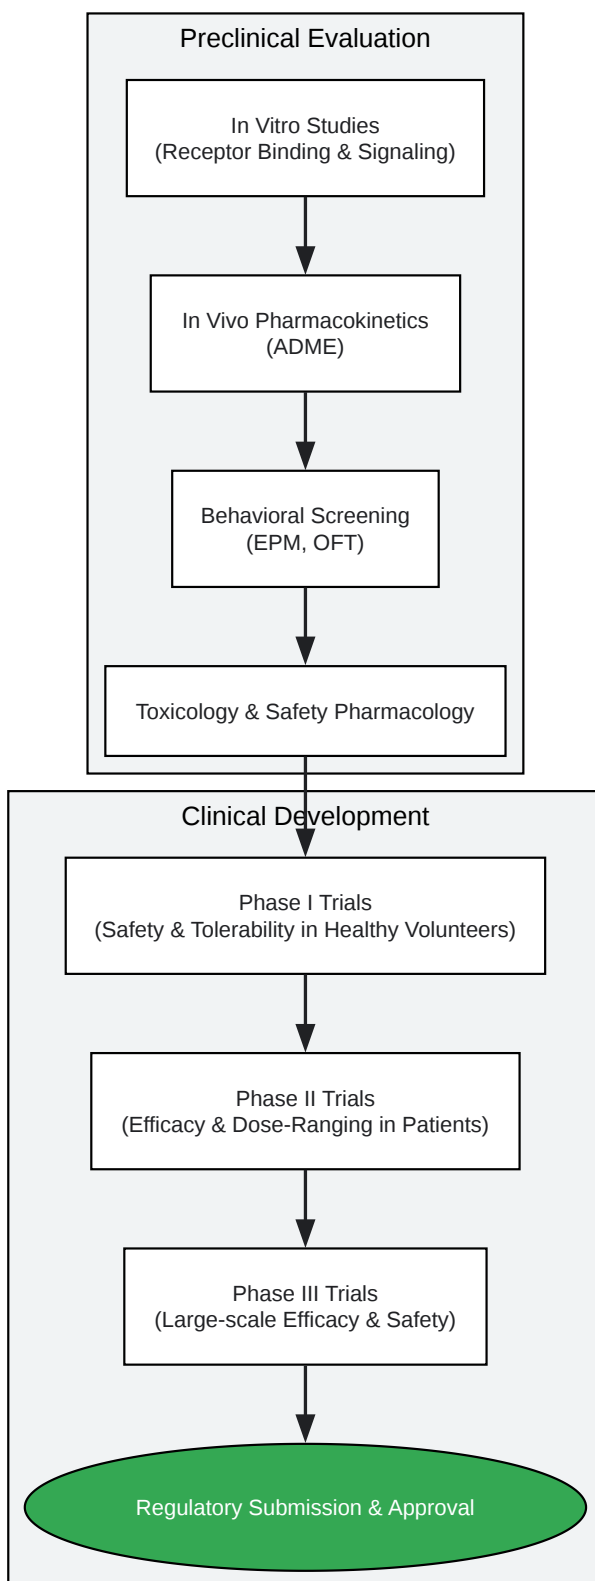 Preclinical Evaluation
In Vitro Studies
(Receptor Binding & Signaling)
In Vivo Pharmacokinetics
(ADME)
Behavioral Screening
(EPM, OFT)
Toxicology & Safety Pharmacology
Clinical Development
Phase I Trials
(Safety & Tolerability in Healthy Volunteers)
Phase II Trials
(Efficacy & Dose-Ranging in Patients)
Phase III Trials
(Large-scale Efficacy & Safety)
Regulatory Submission & Approval